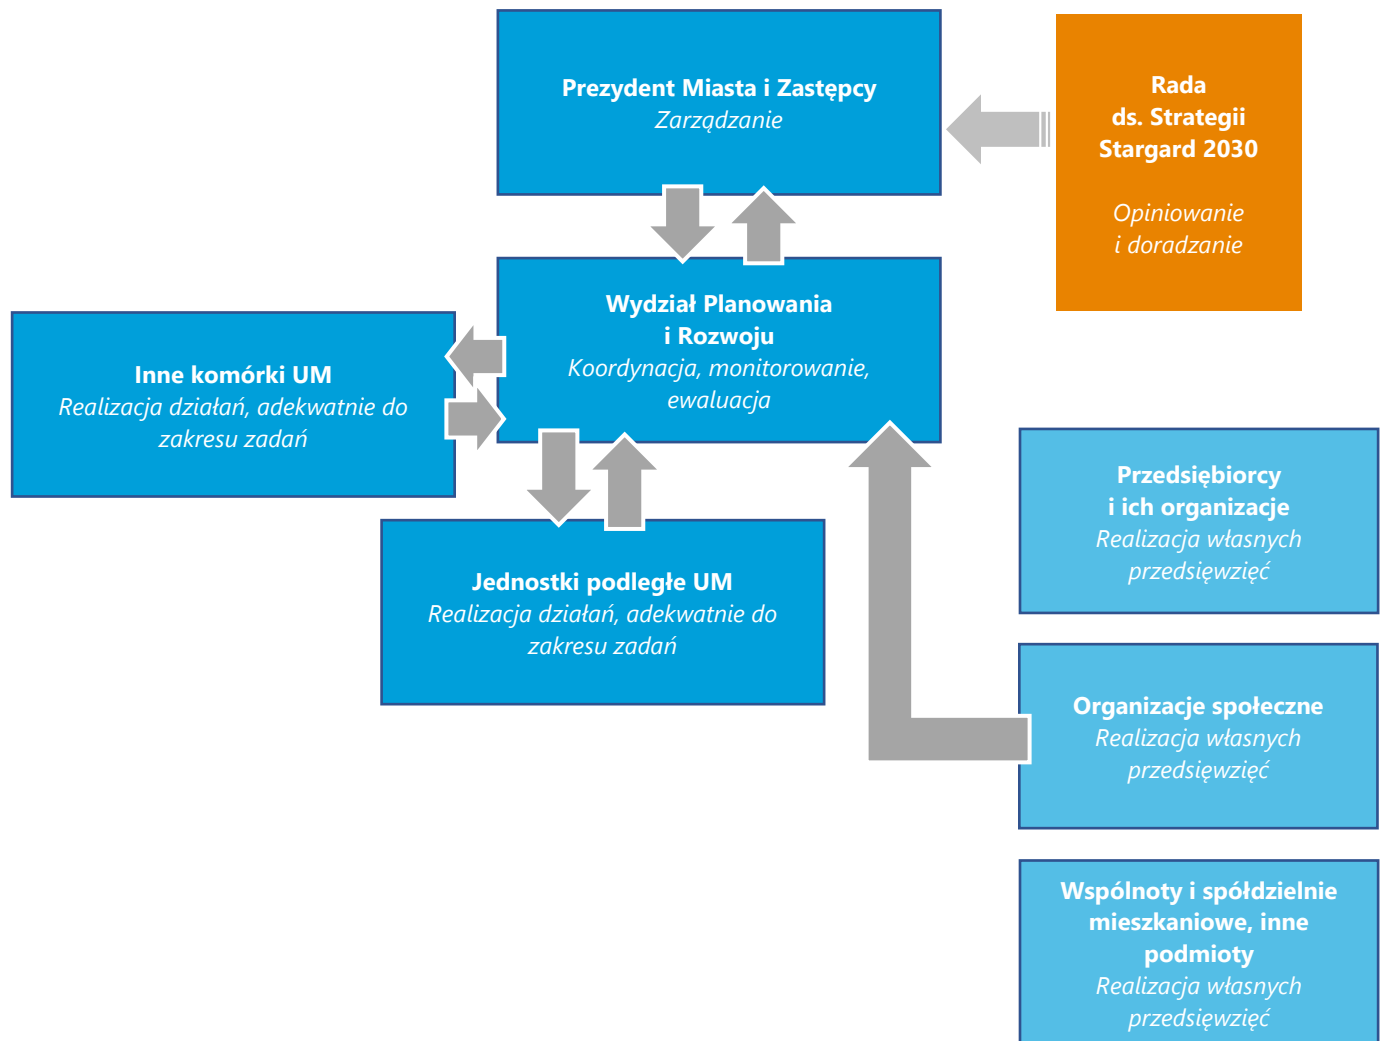 Prezydent Miasta i Zastępcy
Zarządzanie
Rada
ds. Strategii
Stargard 2030
Opiniowanie
i doradzanie
Wydział Planowania
i Rozwoju
Koordynacja, monitorowanie,
ewaluacja
Inne komórki UM
Realizacja działań, adekwatnie do
zakresu zadań
Jednostki podległe UM
Realizacja działań, adekwatnie do
zakresu zadań
Przedsiębiorcy
i ich organizacje
Realizacja własnych
przedsięwzięć
Organizacje społeczne
Realizacja własnych
przedsięwzięć
Wspólnoty i spółdzielnie
mieszkaniowe, inne
podmioty
Realizacja własnych
przedsięwzięć